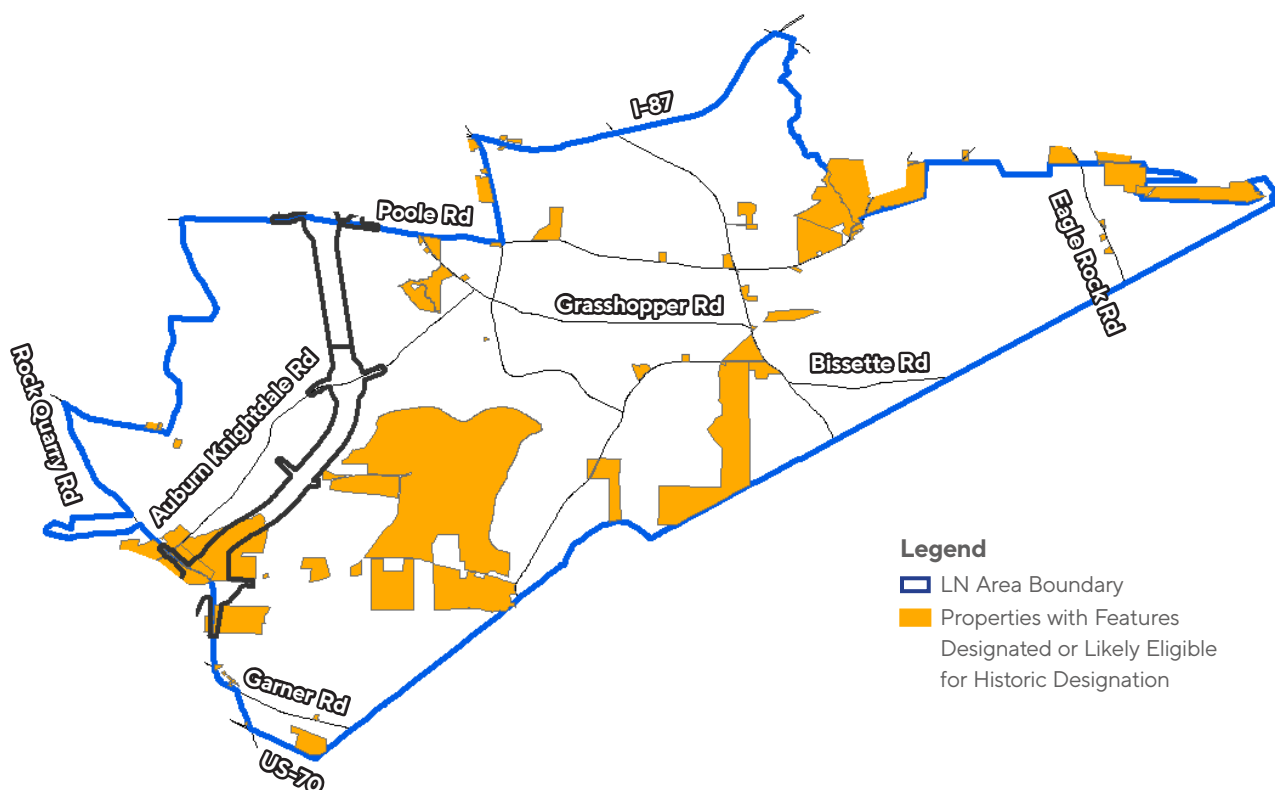 I-87
Poole Rd
Eagle Rock Rd
Grasshopper Rd
Rock Quarry Rd
Auburn Knightdale Rd
Bissette Rd
Legend
LN Area Boundary
Properties with Features
Designated or Likely Eligible
for Historic Designation
Garner Rd
US-70